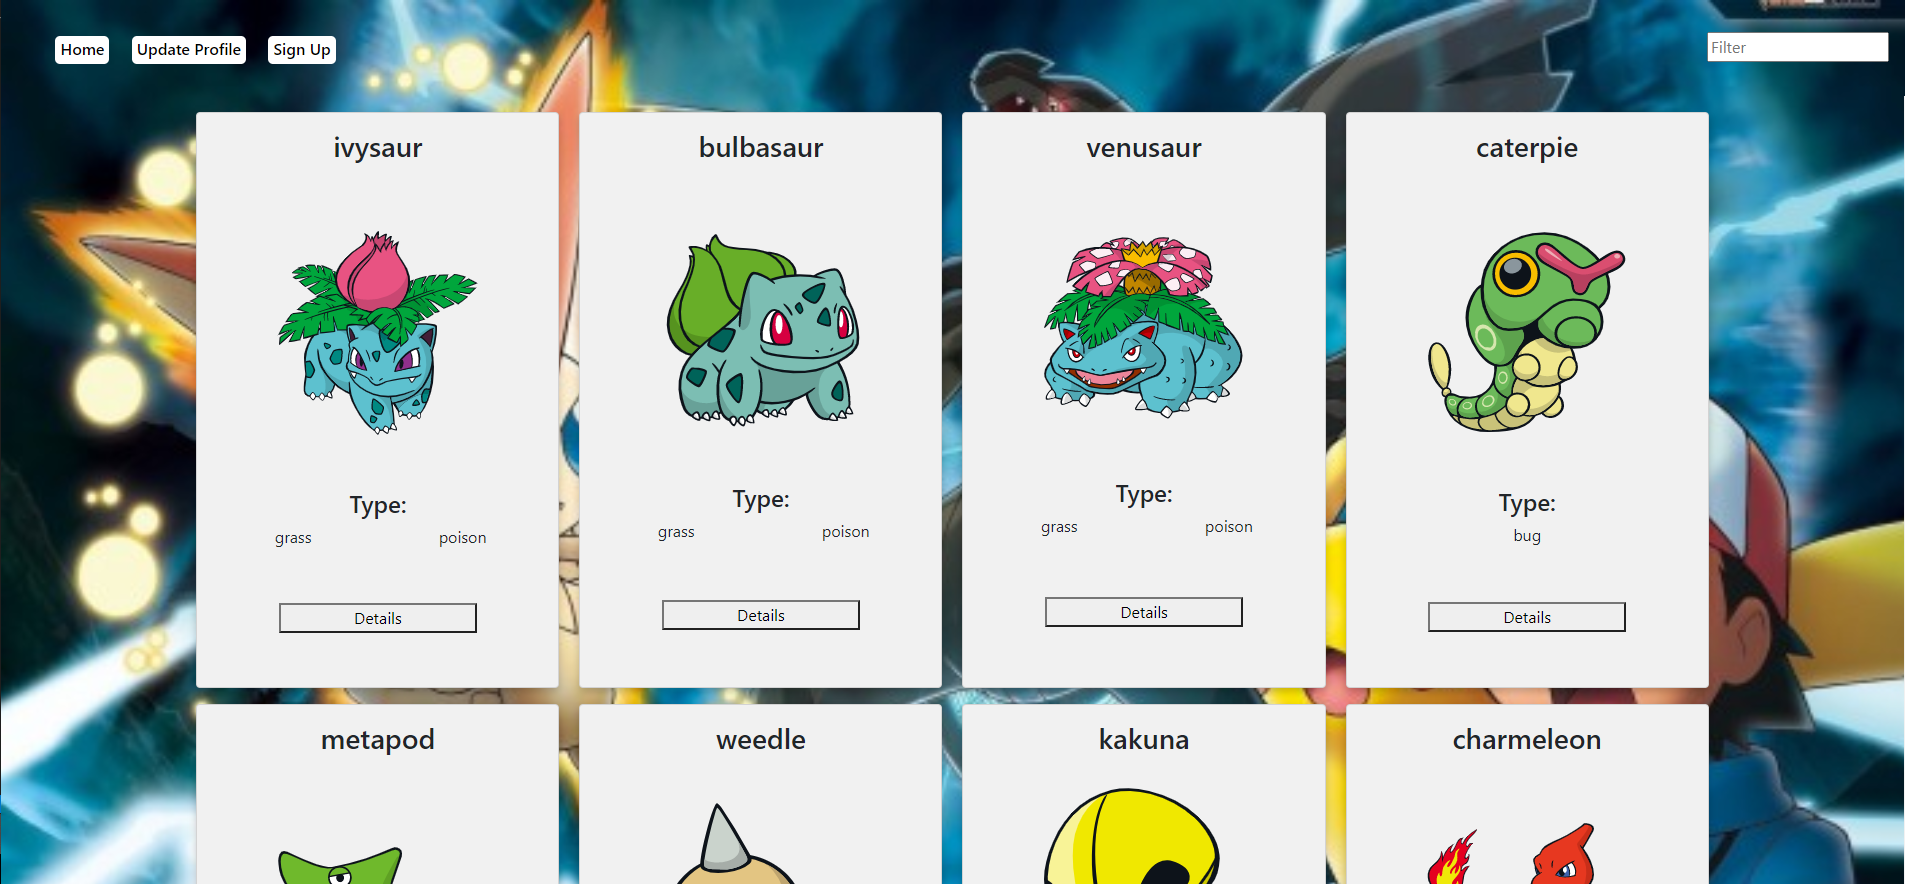 Home Update Profile Sign Up Filter
ivysaur bulbasaur venusaur caterpie
Type: Type: Type: Type:
grass poison grass poison grass poison bug
Details Details Details Details
metapod weedle kakuna charmeleon